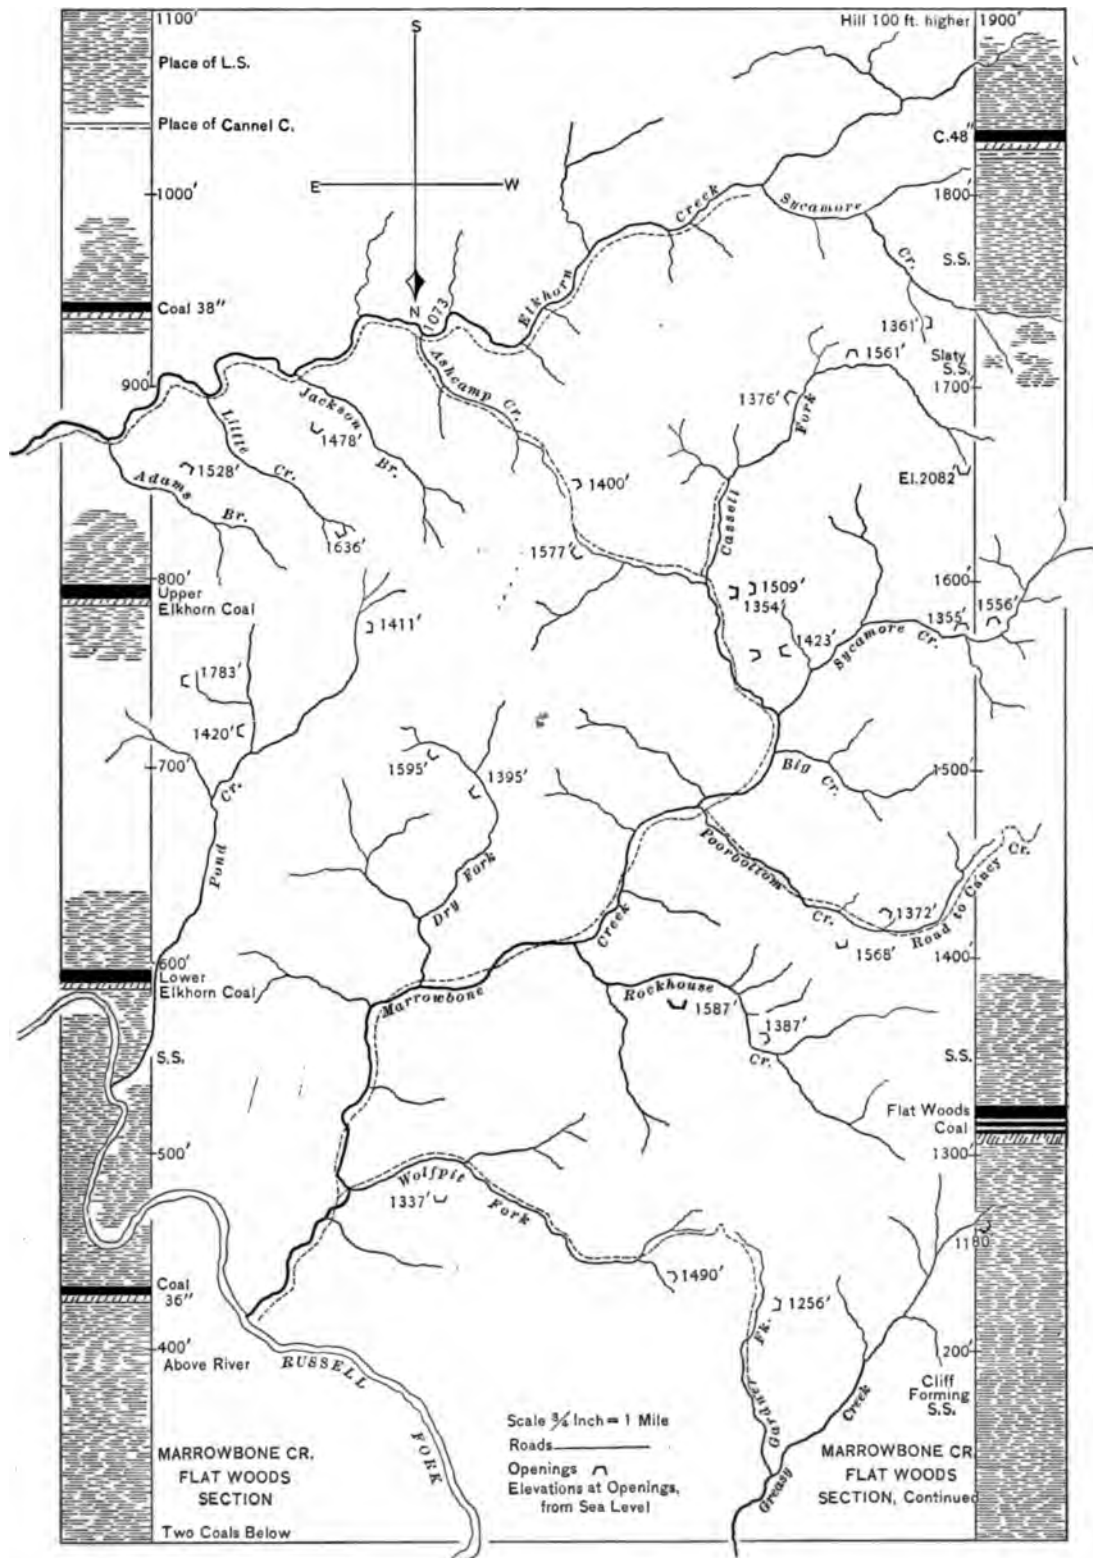 1100'
Place of L.S.
Place of Cannel C.
1000'
Coal 38"
900'
800'
Upper
Elkhorn Coal
700'
600'
Lower
Elkhorn Coal
S.S.
500'
Coal
36"
400'
Above River
MARROWBONE CR.
FLAT WOODS
SECTION
Two Coals Below
S
E
W
N
1073
Elkhorn Creek
Sycamore Cr.
1361'
1561'
1376'
Cassell Fork
El.2082'
Ashcamp Cr.
1400'
1577'
Jackson Br.
1478'
Little Cr.
1528'
1636'
Adams Br.
1411'
1783'
1420'
Pond Cr.
1509'
1354'
1423'
Sycamore Cr.
1355'
1556'
1595'
1395'
Dry Fork
Big Cr.
Poorbottom Cr.
1372'
1568'
Road to Caney Cr.
Marrowbone Creek
Rockhouse Cr.
1587'
1387'
Wolfpit Fork
1337'
1490'
1256'
1180'
Gardner Fk.
Greasy Creek
RUSSELL FORK
Scale ¾ Inch = 1 Mile
Roads
Openings
Elevations at Openings,
from Sea Level
Hill 100 ft. higher
1900'
C.48"
1800'
S.S.
Slaty
S.S.
1700'
1600'
1500'
1400'
S.S.
Flat Woods
Coal
1300'
200'
Cliff
Forming
S.S.
MARROWBONE CR
FLAT WOODS
SECTION, Continued